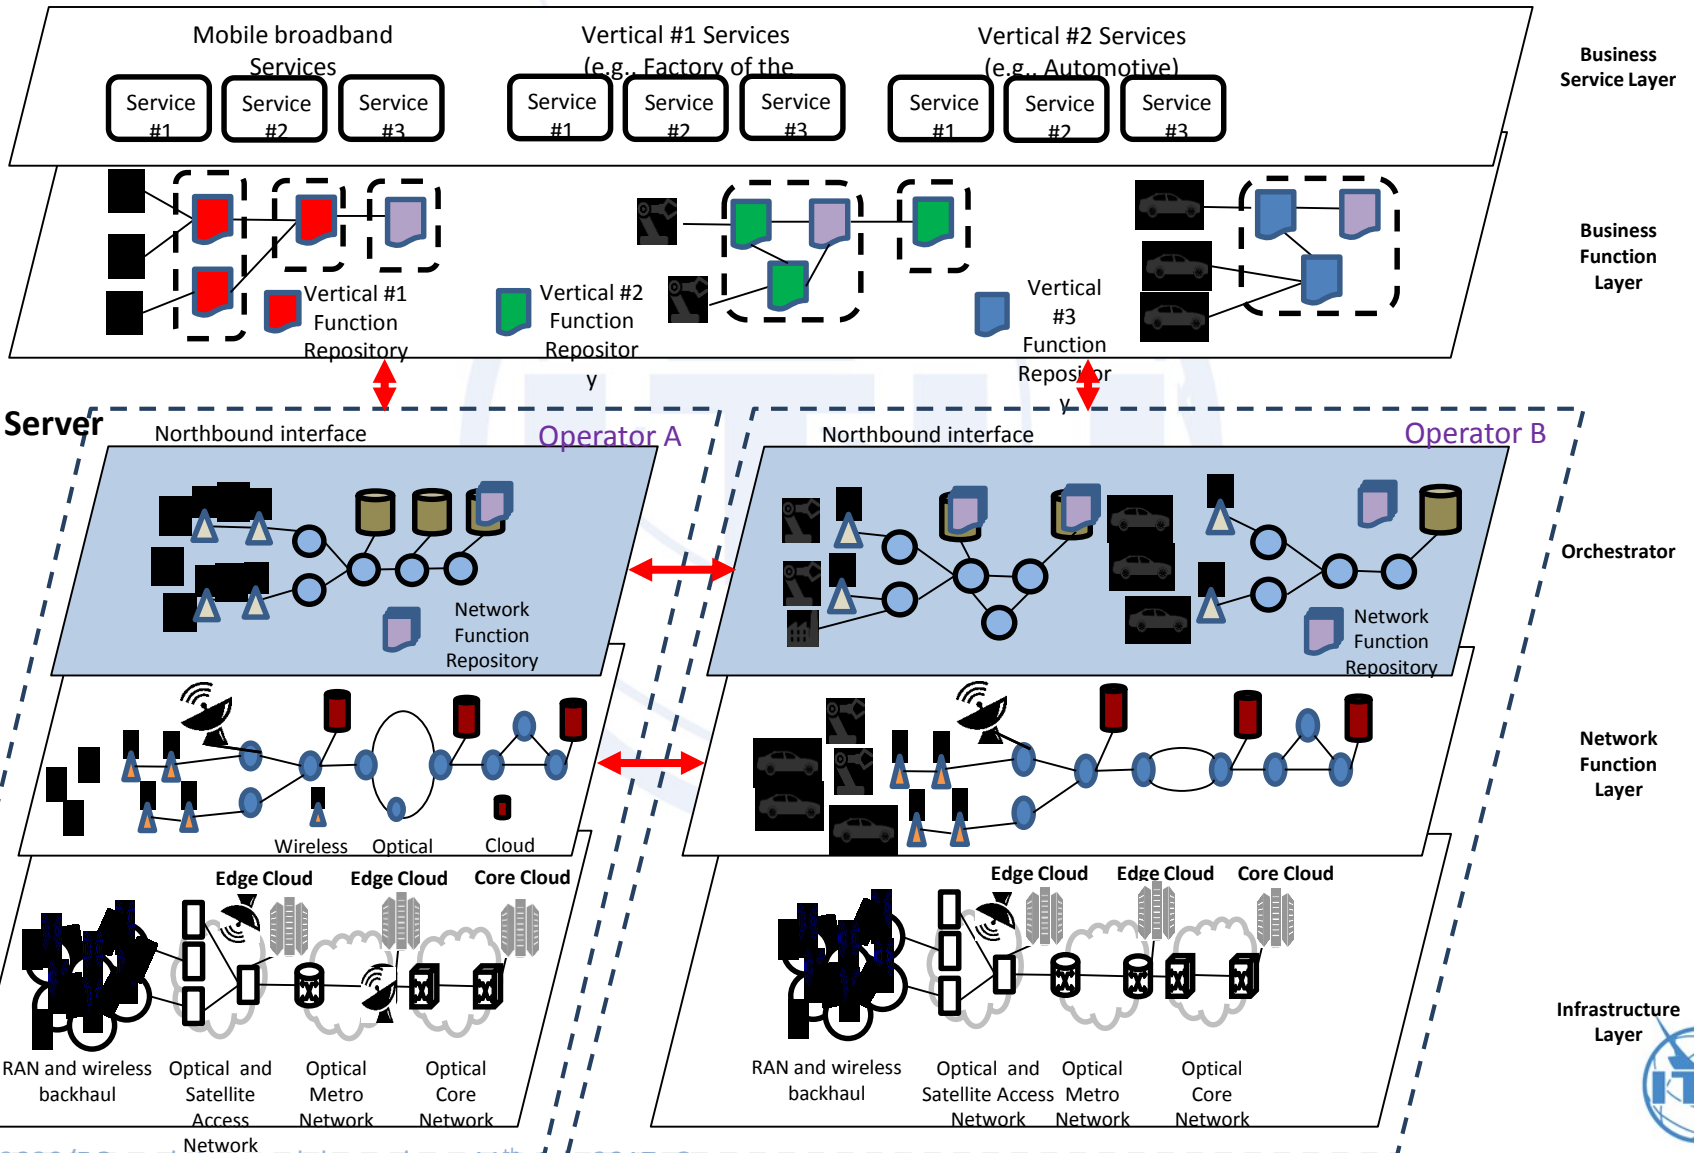 Mobile broadband
Services
Vertical #1 Services
(e.g., Factory of the
Vertical #2 Services
(e.g., Automotive)
Business
Service Layer
Service
#1
Service
#2
Service
#3
Service
#1
Service
#2
Service
#3
Service
#1
Service
#2
Service
#3
Business
Function
Layer
Vertical #1
Function
Repository
Vertical #2
Function
Repositor
y
Vertical
#3
Function
Repositor
y
Server
Northbound interface
Operator A
Northbound interface
Operator B
Orchestrator
Network
Function
Repository
Network
Function
Repository
Network
Function
Layer
Wireless
Optical
Cloud
Edge Cloud
Edge Cloud
Core Cloud
Edge Cloud
Edge Cloud
Core Cloud
Infrastructure
Layer
RAN and wireless
backhaul
Optical and
Satellite
Access
Network
Optical
Metro
Network
Optical
Core
Network
RAN and wireless
backhaul
Optical and
Satellite Access
Network
Optical
Metro
Network
Optical
Core
Network